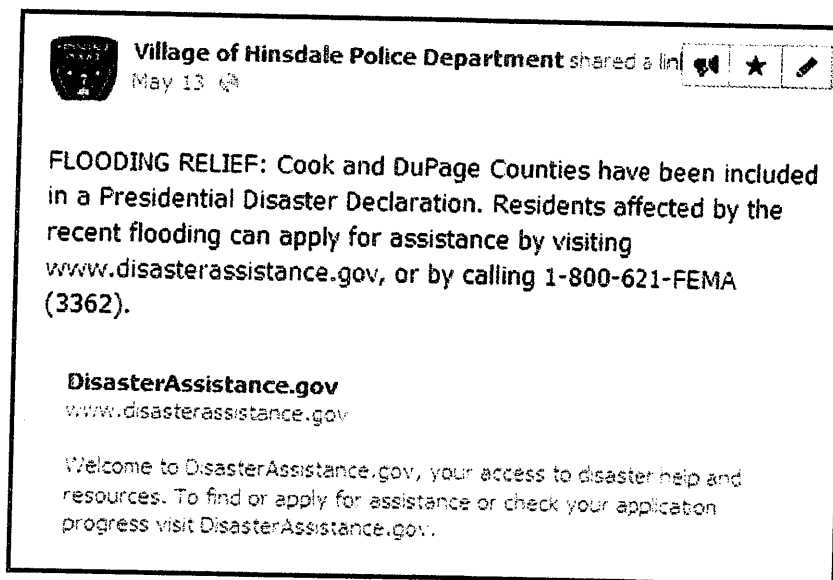 Village of Hinsdale Police Department shared a lin
May 13
FLOODING RELIEF: Cook and DuPage Counties have been included
in a Presidential Disaster Declaration. Residents affected by the
recent flooding can apply for assistance by visiting
www.disasterassistance.gov, or by calling 1-800-621-FEMA
(3362).
DisasterAssistance.gov
www.disasterassistance.gov
Welcome to DisasterAssistance.gov, your access to disaster help and
resources. To find or apply for assistance or check your application
progress visit DisasterAssistance.gov.